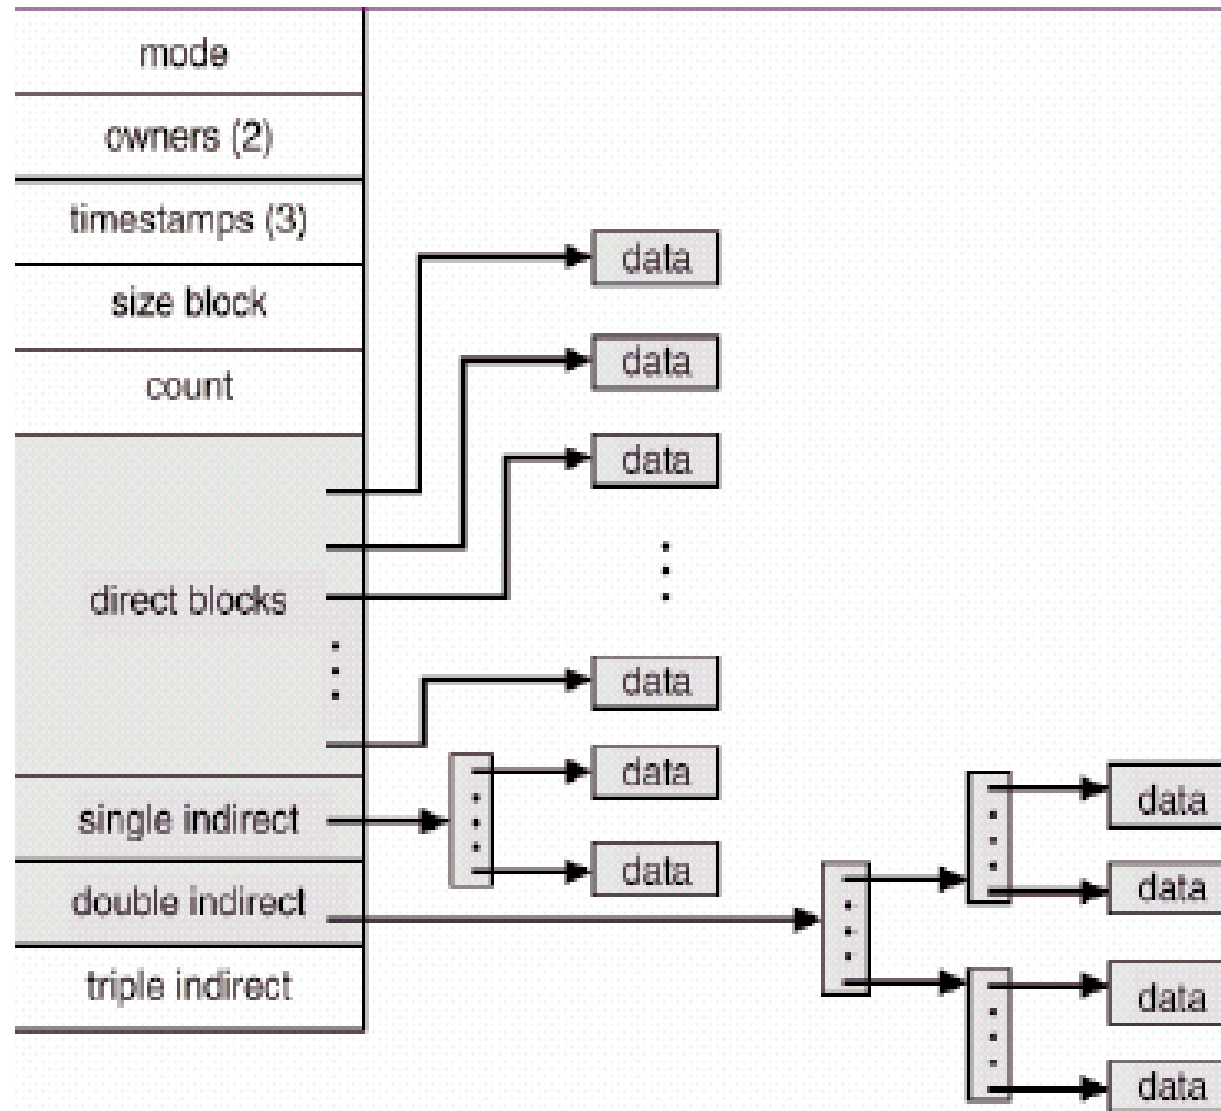 mode
owners (2)
timestamps (3)
size block
count
direct blocks
single indirect
double indirect
triple indirect
data
data
data
data
data
data
data
data
data
data